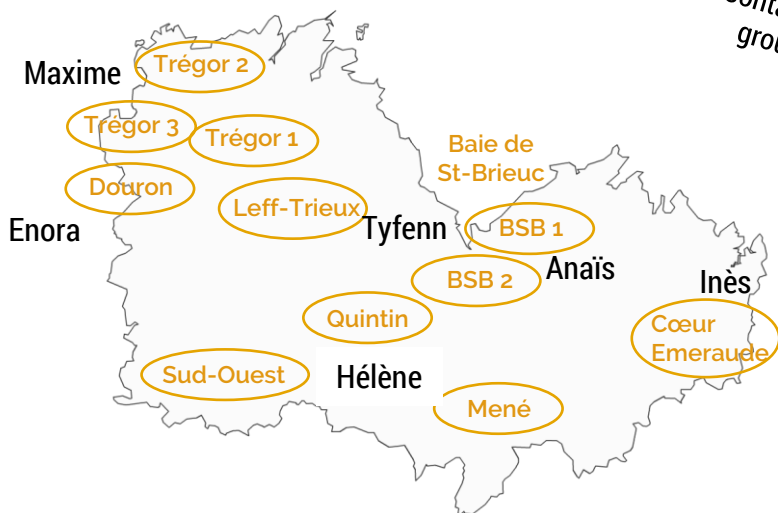 Maxime
Trégor 2
Trégor 3
Trégor 1
Baie de
St-Brieuc
Douron
Leff-Trieux
Enora
Tyfenn
BSB 1
Anaïs
BSB 2
Inès
Quintin
Cœur
Emeraude
Sud-Ouest
Hélène
Mené